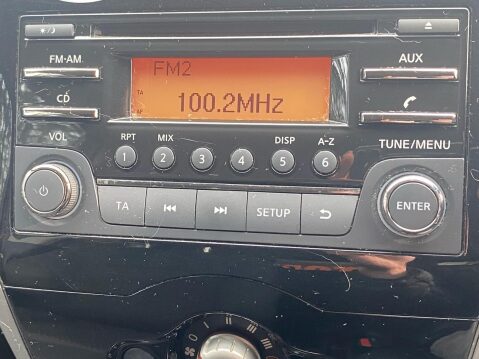 FM-AM
AUX
FM2
TA
CD
100.2MHz
VOL
RPT MIX DISP A-Z
TUNE/MENU
1 2 3 4 5 6
TA SETUP
ENTER
0